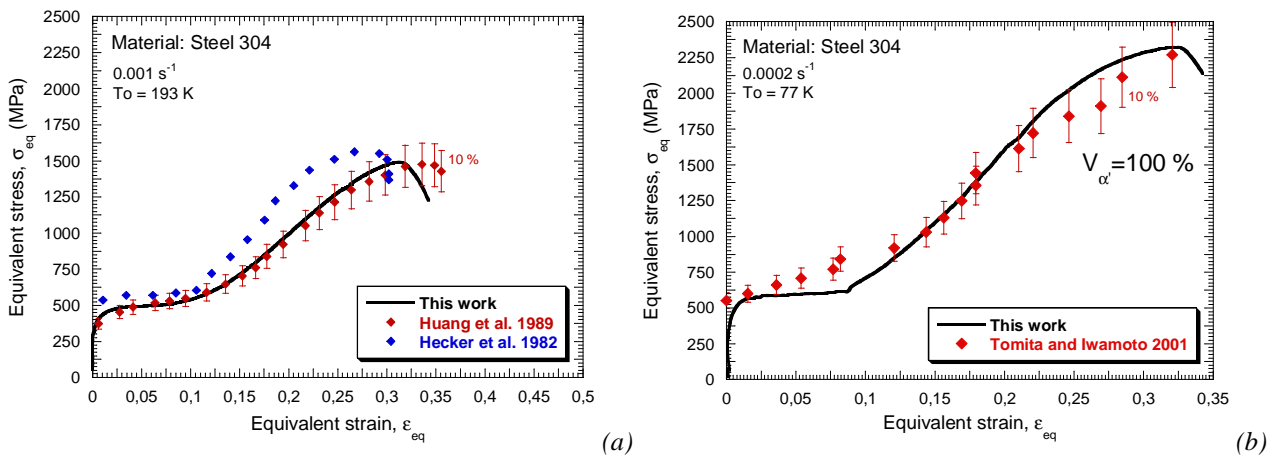 2500
2250
2000
1750
1500
1250
1000
750
500
250
0
Equivalent stress, σeq (MPa)
Material: Steel 304
0.001 s-1
To = 193 K
10 %
This work
Huang et al. 1989
Hecker et al. 1982
0 0,05 0,1 0,15 0,2 0,25 0,3 0,35 0,4 0,45 0,5
Equivalent strain, εeq
(a)
2500
2250
2000
1750
1500
1250
1000
750
500
250
0
Equivalent stress, σeq (MPa)
Material: Steel 304
0.0002 s-1
To = 77 K
10 %
Vα'=100 %
This work
Tomita and Iwamoto 2001
0 0,05 0,1 0,15 0,2 0,25 0,3 0,35
Equivalent strain, εeq
(b)